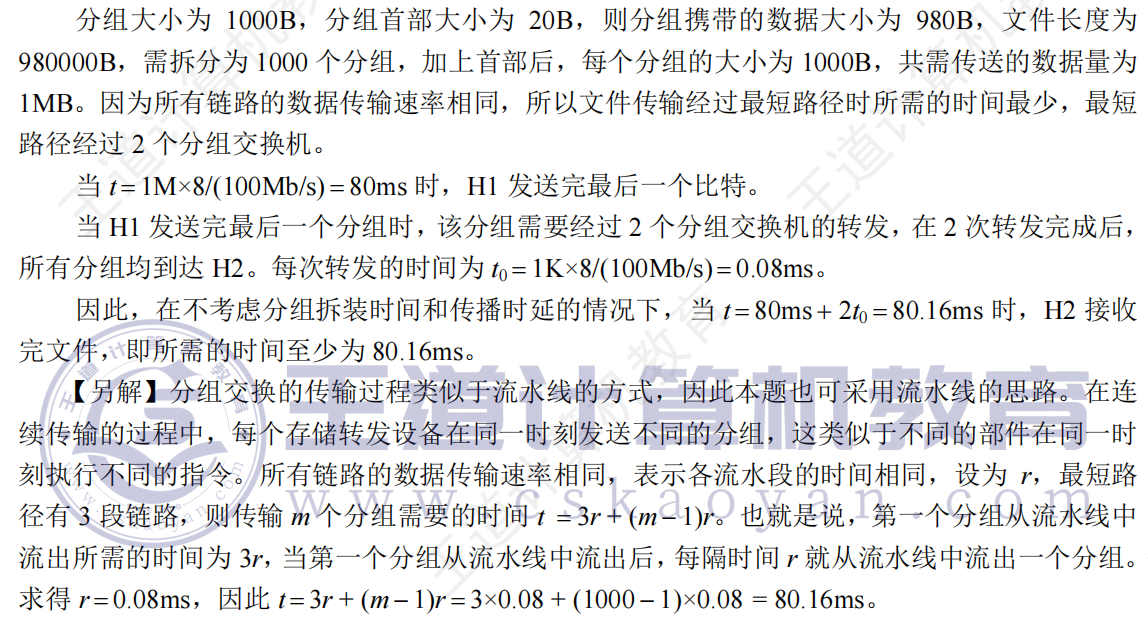 分组大小为 1000B，分组首部大小为 20B，则分组携带的数据大小为 980B，文件长度为
980000B，需拆分为 1000 个分组，加上首部后，每个分组的大小为 1000B，共需传送的数据量为
1MB。因为所有链路的数据传输速率相同，所以文件传输经过最短路径时所需的时间最少，最短
路径经过 2 个分组交换机。
当 t = 1M×8/(100Mb/s) = 80ms 时，H1 发送完最后一个比特。
当 H1 发送完最后一个分组时，该分组需要经过 2 个分组交换机的转发，在 2 次转发完成后，
所有分组均到达 H2。每次转发的时间为 t₀ = 1K×8/(100Mb/s) = 0.08ms。
因此，在不考虑分组拆装时间和传播时延的情况下，当 t = 80ms + 2t₀ = 80.16ms 时，H2 接收
完文件，即所需的时间至少为 80.16ms。
【另解】分组交换的传输过程类似于流水线的方式，因此本题也可采用流水线的思路。在连
续传输的过程中，每个存储转发设备在同一时刻发送不同的分组，这类似于不同的部件在同一时
刻执行不同的指令。所有链路的数据传输速率相同，表示各流水段的时间相同，设为 r，最短路
径有 3 段链路，则传输 m 个分组需要的时间 t = 3r + (m − 1)r。也就是说，第一个分组从流水线中
流出所需的时间为 3r，当第一个分组从流水线中流出后，每隔时间 r 就从流水线中流出一个分组。
求得 r = 0.08ms，因此 t = 3r + (m − 1)r = 3×0.08 + (1000 − 1)×0.08 = 80.16ms。
王道计算机教育
www.cskaoyan.com